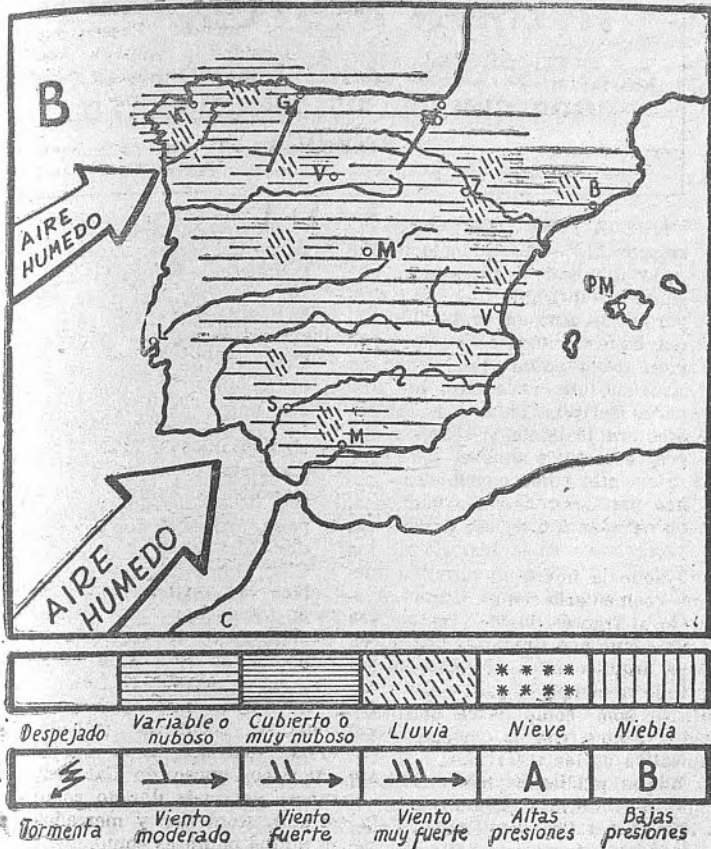 B
G
V
Z
B
AIRE
HUMEDO
M
PM
V
L
S
M
AIRE
HUMEDO
C
Despejado
Variable o
nuboso
Cubierto o
muy nuboso
Lluvia
Nieve
Niebla
A
B
Tormenta
Viento
moderado
Viento
fuerte
Viento
muy fuerte
Altas
presiones
Bajas
presiones